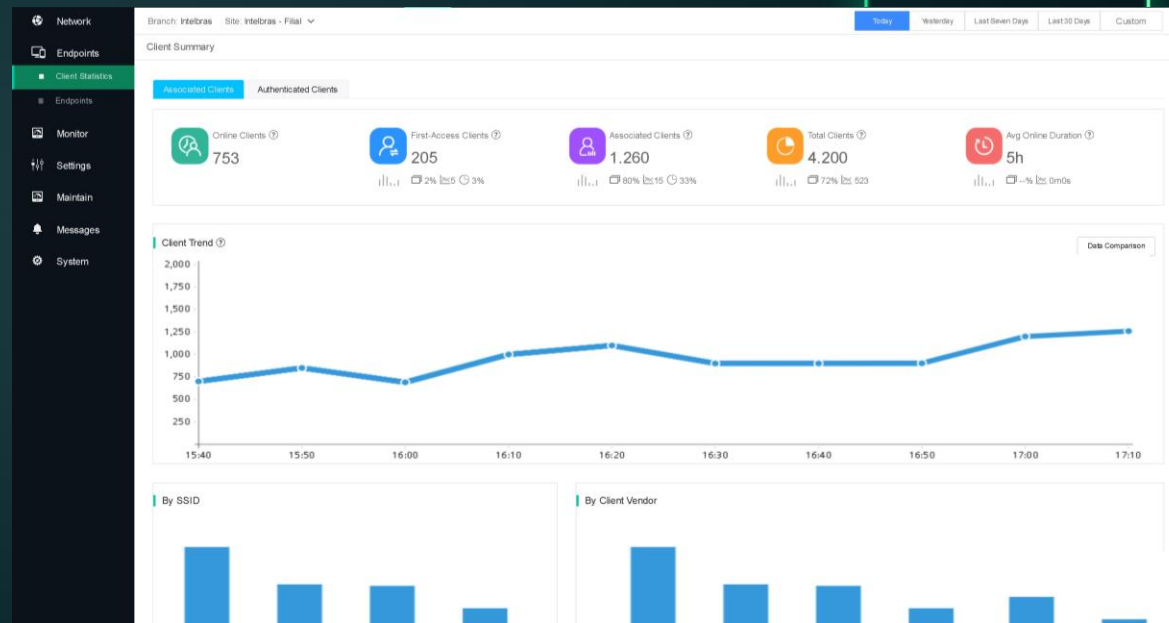 Network
Endpoints
Client Statistics
Endpoints
Monitor
Settings
Maintain
Messages
System
Branch: Intelbras Site: Intelbras - Filial
Today Yesterday Last Seven Days Last 30 Days Custom
Client Summary
Associated Clients Authenticated Clients
Online Clients ?
753
First-Access Clients ?
205
2% 5 3%
Associated Clients ?
1.260
80% 15 33%
Total Clients ?
4.200
72% 523
Avg Online Duration ?
5h
--% 0m0s
Client Trend ?
Data Comparison
2,000
1,750
1,500
1,250
1,000
750
500
250
15:40 15:50 16:00 16:10 16:20 16:30 16:40 16:50 17:00 17:10
By SSID
By Client Vendor